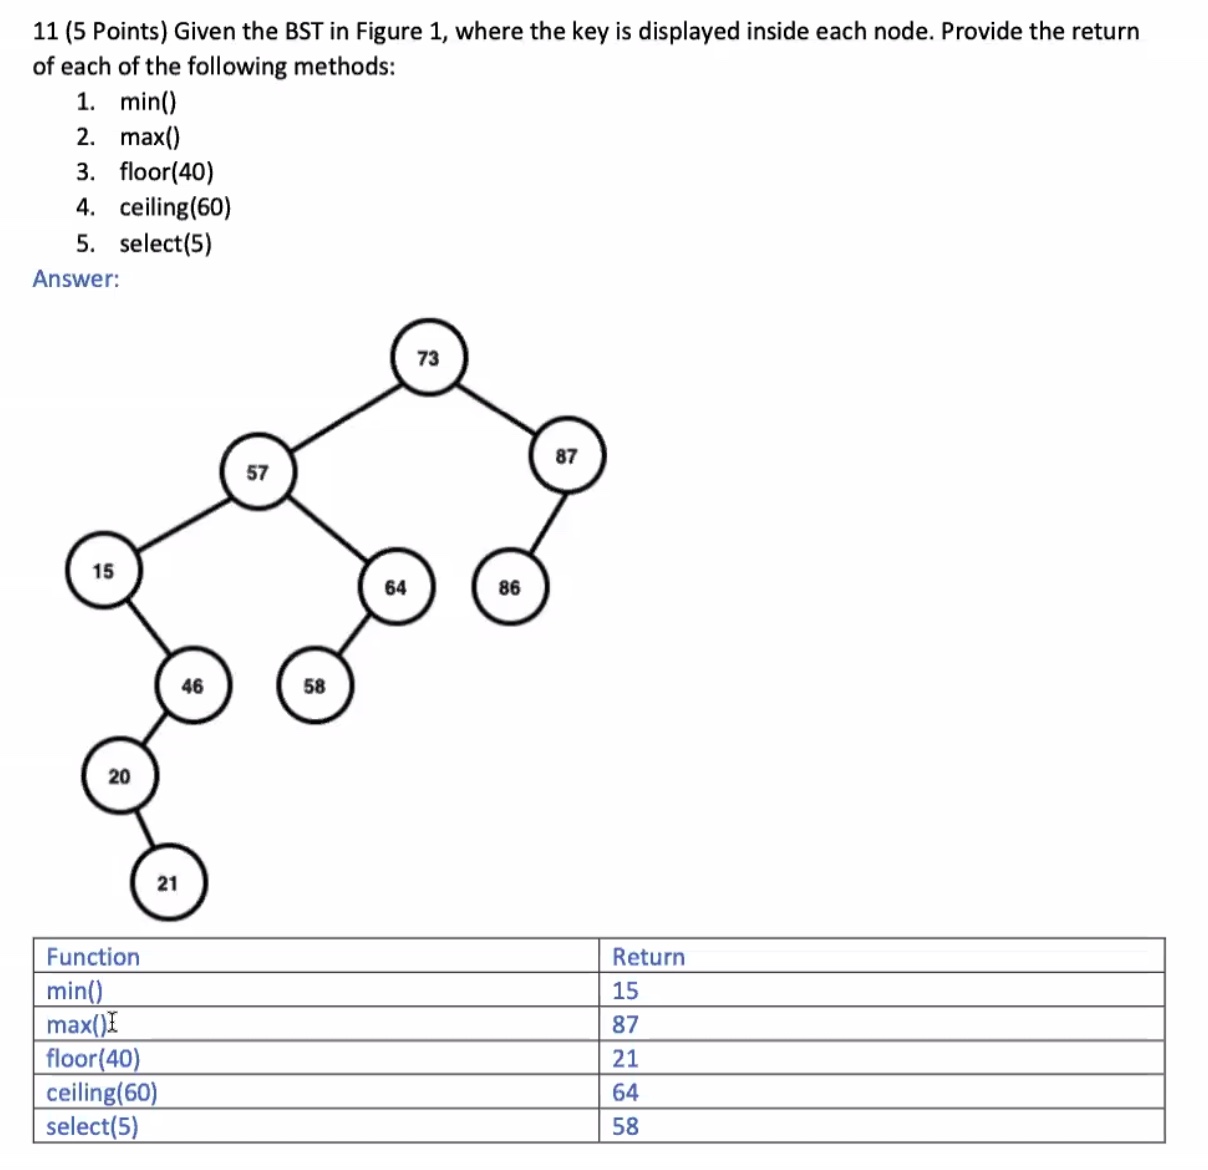 11 (5 Points) Given the BST in Figure 1, where the key is displayed inside each node. Provide the return
of each of the following methods:
1. min()
2. max()
3. floor(40)
4. ceiling(60)
5. select(5)
Answer:
73
87
57
15
64
86
46
58
20
21
Function Return
min() 15
max() 87
floor(40) 21
ceiling(60) 64
select(5) 58